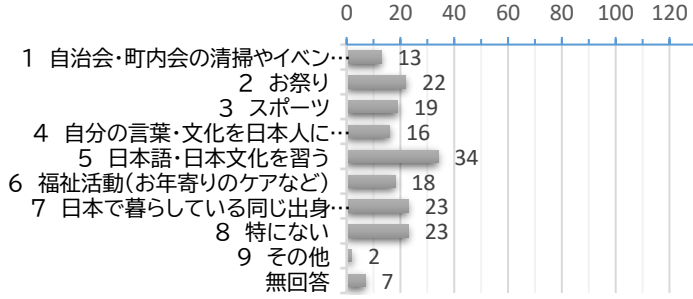 0 20 40 60 80 100 120
1 自治会・町内会の清掃やイベン… 13
2 お祭り 22
3 スポーツ 19
4 自分の言葉・文化を日本人に… 16
5 日本語・日本文化を習う 34
6 福祉活動(お年寄りのケアなど) 18
7 日本で暮らしている同じ出身… 23
8 特にない 23
9 その他 2
無回答 7